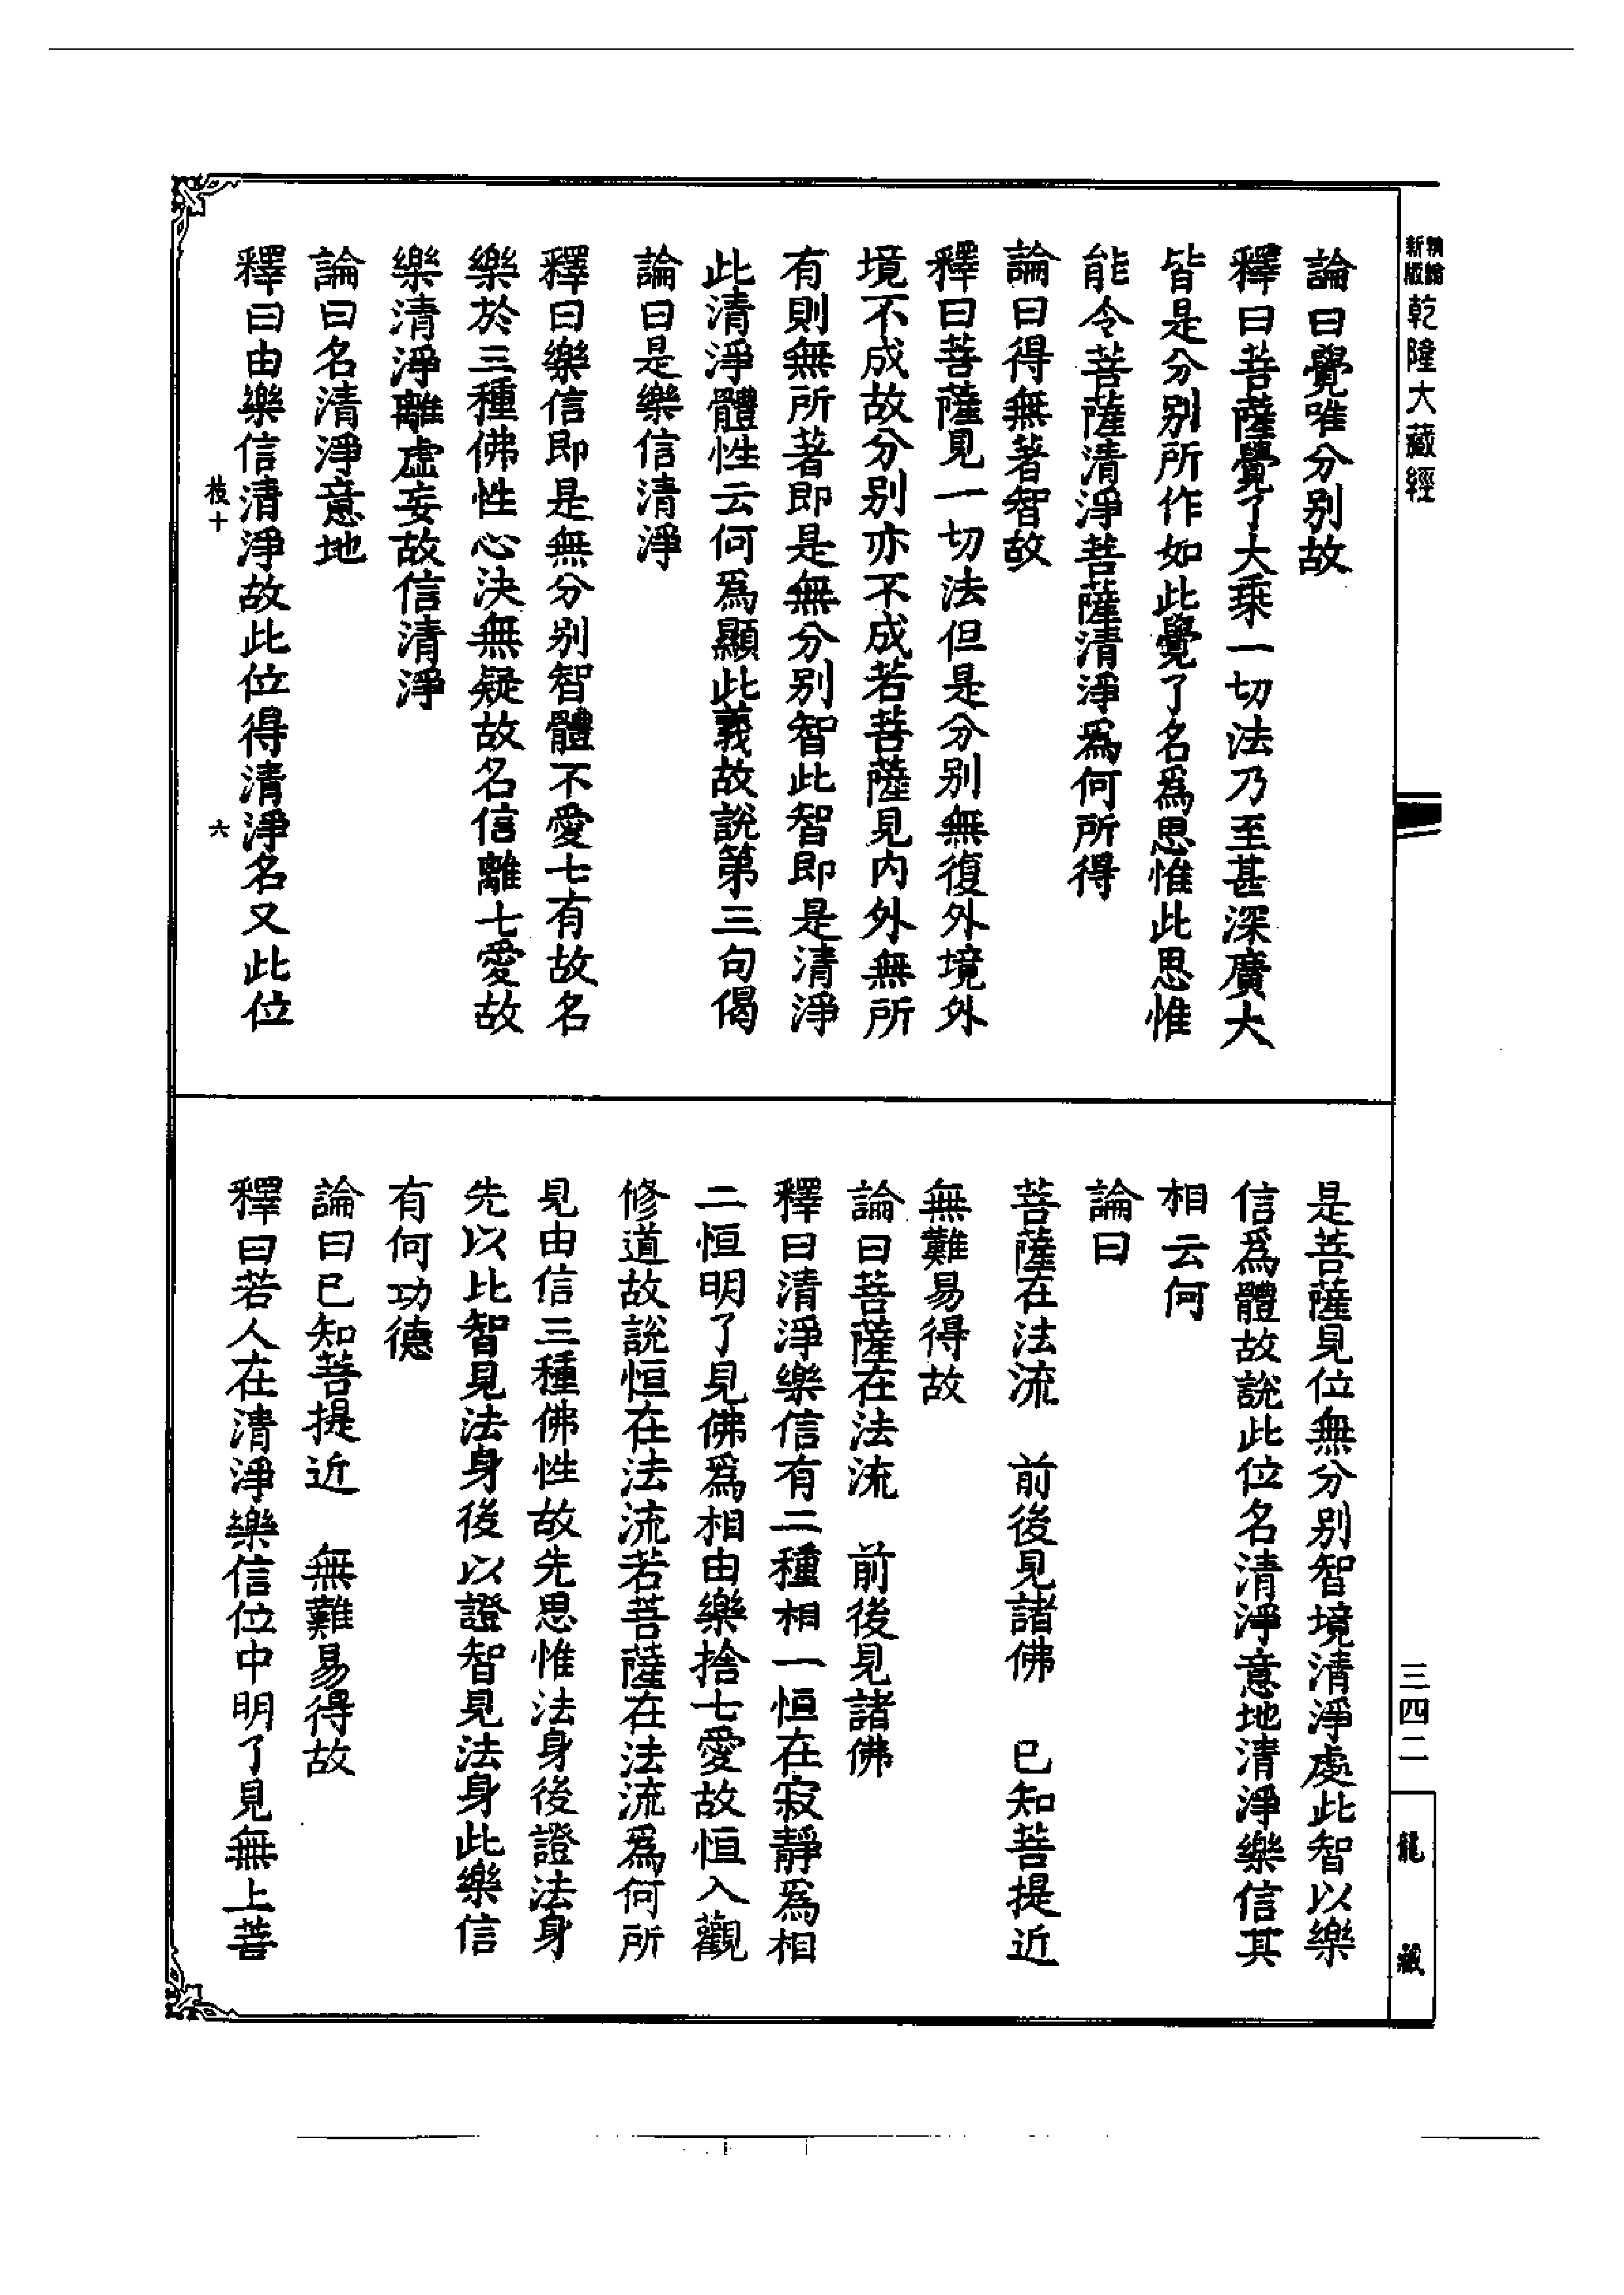 新版
精縮
乾隆大藏經
論曰覺唯分别故
釋曰菩薩覺了大乘一切法乃至甚深廣大
皆是分别所作如此覺了名爲思惟此思惟
能令菩薩清淨菩薩清淨爲何所得
論曰得無著智故
釋曰菩薩見一切法但是分别無復外境外
境不成故分别亦不成若菩薩見内外無所
有則無所著即是無分别智此智即是清淨
此清淨體性云何爲顯此義故說第三句偈
論曰是樂信清淨
釋曰樂信即是無分别智體不愛七有故名
樂於三種佛性心決無疑故名信離七愛故
樂清淨離虛妄故信清淨
論曰名清淨意地
釋曰由樂信清淨故此位得清淨名又此位
枝十
六
是菩薩見位無分别智境清淨處此智以樂
信爲體故說此位名清淨意地清淨樂信其
相云何
論曰
菩薩在法流　前後見諸佛　已知菩提近
無難易得故
論曰菩薩在法流　前後見諸佛
釋曰清淨樂信有二種相一恒在寂靜爲相
二恒明了見佛爲相由樂捨七愛故恒入觀
修道故說恒在法流若菩薩在法流爲何所
見由信三種佛性故先思惟法身後證法身
先以比智見法身後以證智見法身此樂信
有何功德
論曰已知菩提近　無難易得故
釋曰若人在清淨樂信位中明了見無上菩
三四二
龍藏